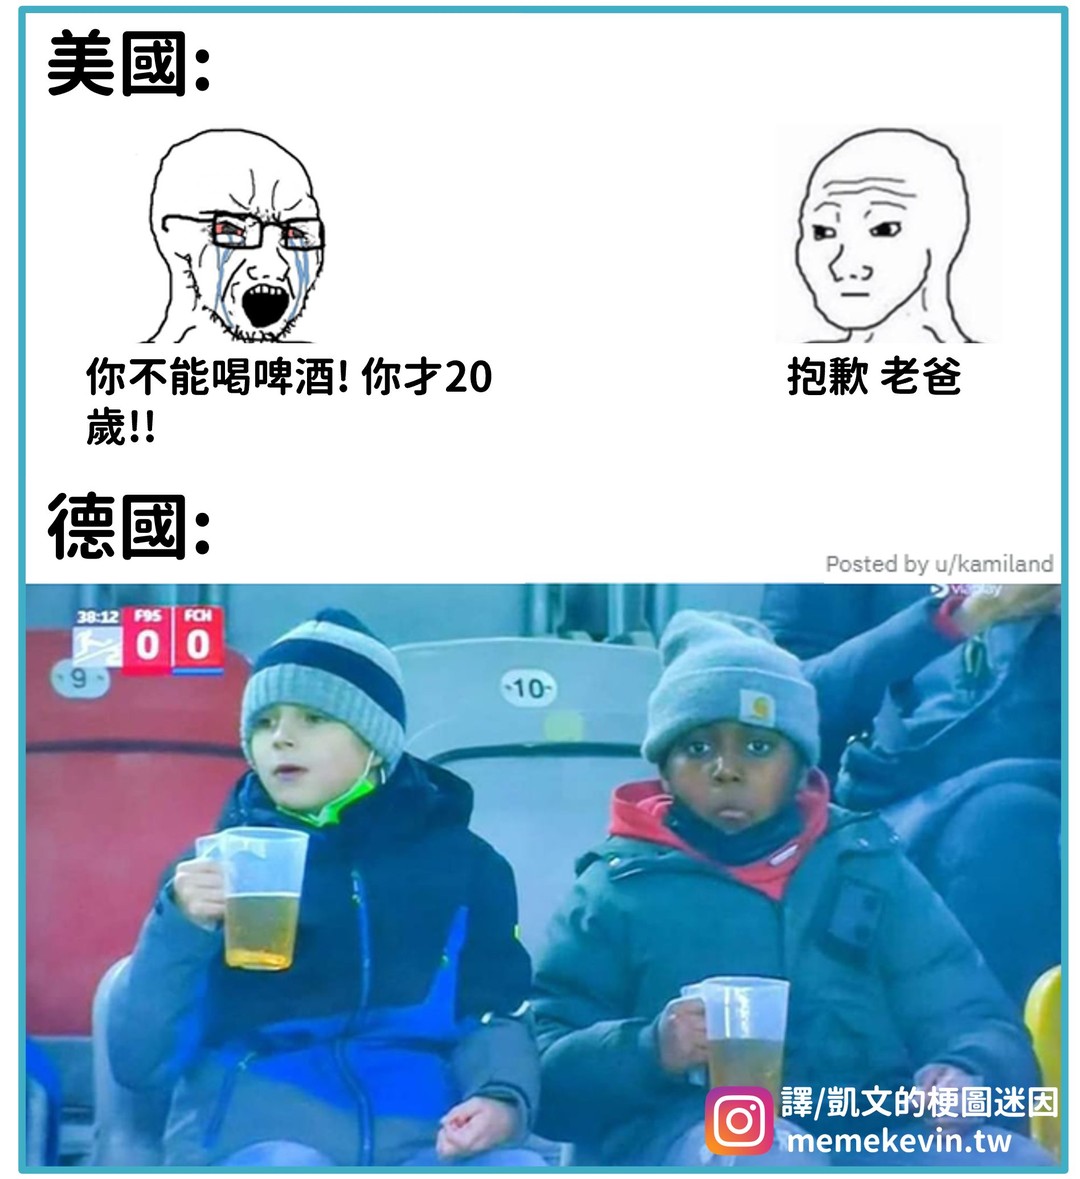 美國:
你不能喝啤酒! 你才20
歲!!
抱歉 老爸
德國:
Posted by u/kamiland
viaplay
38:12 F95 FCH
0 0
9
10
譯/凱文的梗圖迷因
memekevin.tw